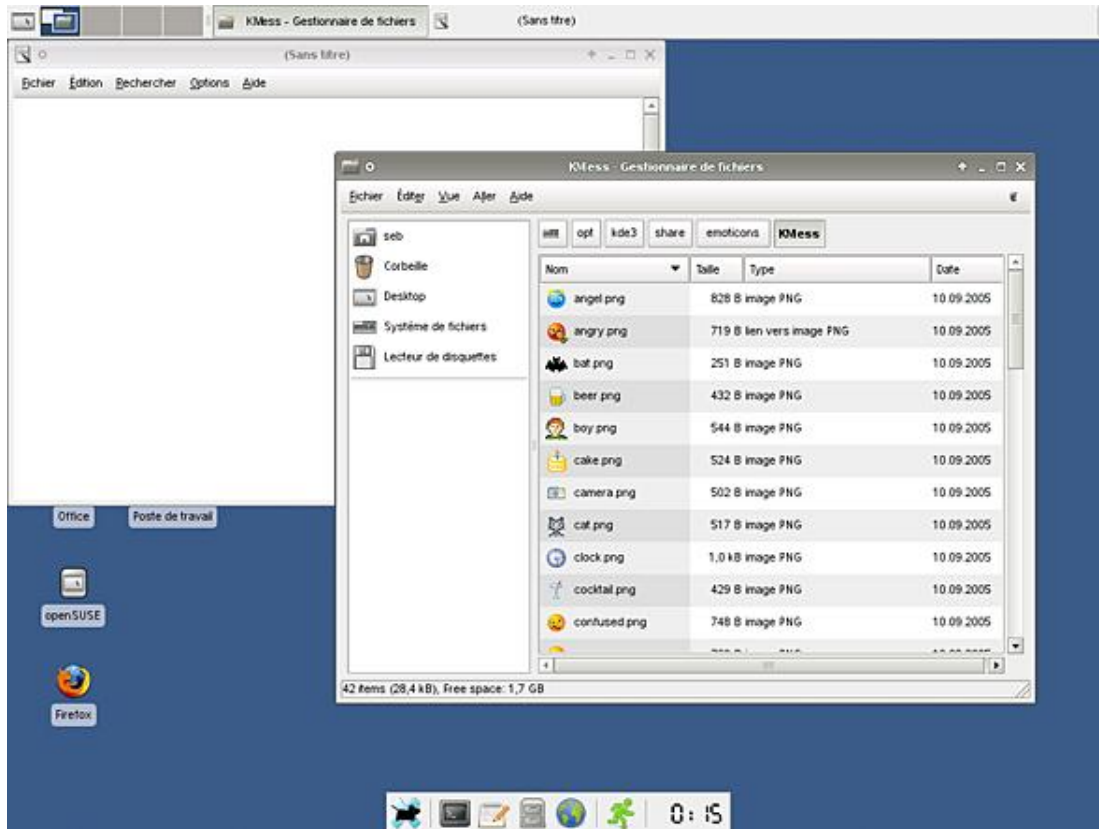 KMess - Gestionnaire de fichiers
(Sans titre)
(Sans titre)
Fichier Édition Rechercher Options Aide
KMess - Gestionnaire de fichiers
Fichier Éditer Vue Aller Aide
seb
Corbeille
Desktop
Système de fichiers
Lecteur de disquettes
opt kde3 share emoticons KMess
Nom Taille Type Date
angel.png 828 B image PNG 10.09.2005
angry.png 719 B lien vers image PNG 10.09.2005
bat.png 251 B image PNG 10.09.2005
beer.png 432 B image PNG 10.09.2005
boy.png 544 B image PNG 10.09.2005
cake.png 524 B image PNG 10.09.2005
camera.png 502 B image PNG 10.09.2005
cat.png 517 B image PNG 10.09.2005
clock.png 1,0 kB image PNG 10.09.2005
cocktail.png 429 B image PNG 10.09.2005
confused.png 748 B image PNG 10.09.2005
42 items (28,4 kB), Free space: 1,7 GB
Office
Poste de travail
openSUSE
Firefox
0:15